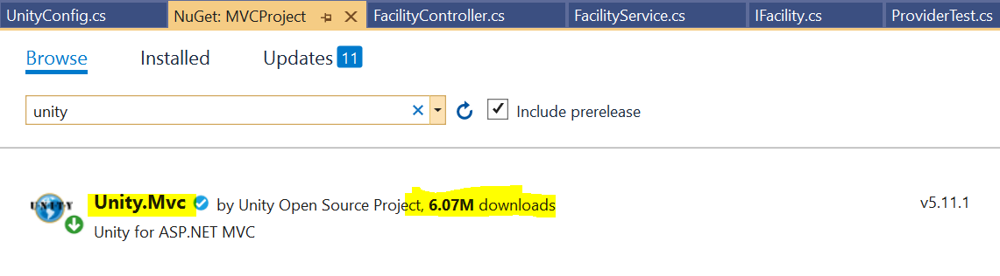 UnityConfig.cs NuGet: MVCProject FacilityController.cs FacilityService.cs IFacility.cs ProviderTest.cs
Browse Installed Updates 11
unity Include prerelease
UNITY
Unity.Mvc by Unity Open Source Project, 6.07M downloads v5.11.1
Unity for ASP.NET MVC